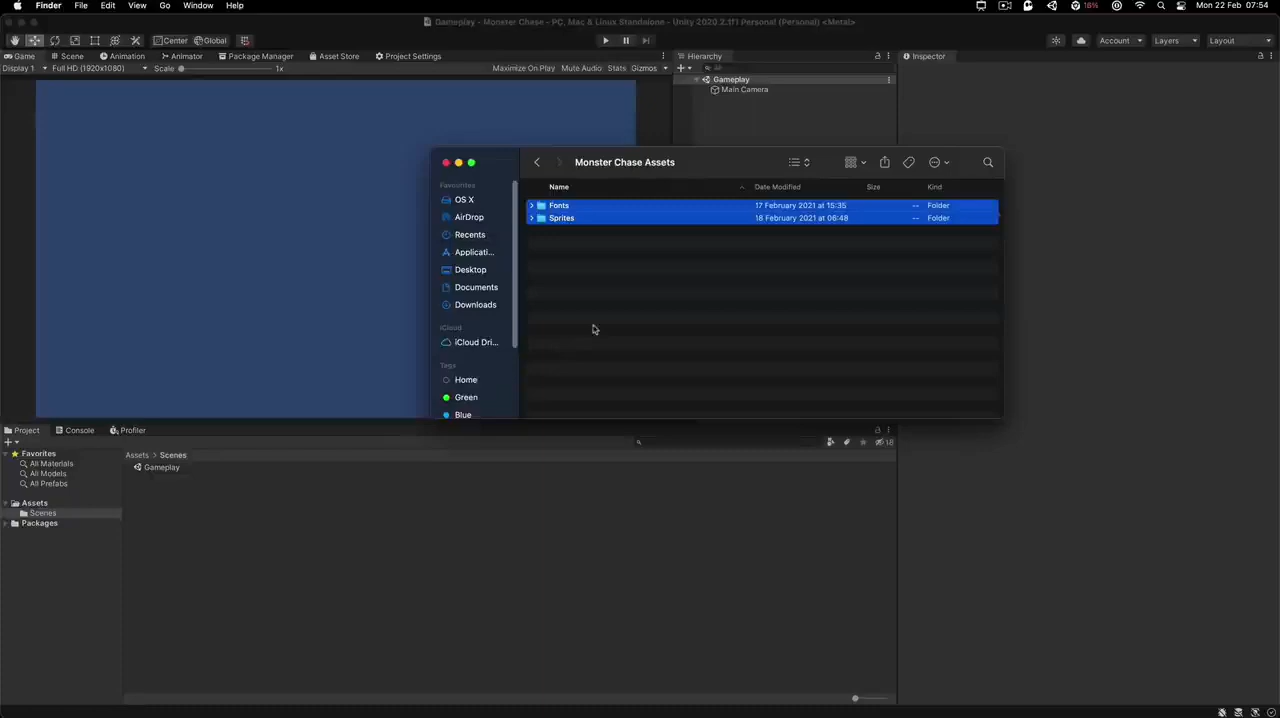 Finder File Edit View Go Window Help 16% Mon 22 Feb 07:54
Gameplay - Monster Chase - PC, Mac & Linux Standalone - Unity 2020.2.1f1 Personal (Personal) <Metal>
Center Global Account Layers Layout
Game Scene Animation Animator Package Manager Asset Store Project Settings Hierarchy Inspector
Display 1 Full HD (1920x1080) Scale 1x Maximize On Play Mute Audio Stats Gizmos
Gameplay
Main Camera
Monster Chase Assets
Favourites
OS X
AirDrop
Recents
Applicati...
Desktop
Documents
Downloads
iCloud
iCloud Dri...
Tags
Home
Green
Blue
Name Date Modified Size Kind
Fonts 17 February 2021 at 15:35 -- Folder
Sprites 18 February 2021 at 06:48 -- Folder
Project Console Profiler
18
Favorites
All Materials
All Models
All Prefabs
Assets
Scenes
Packages
Assets > Scenes
Gameplay